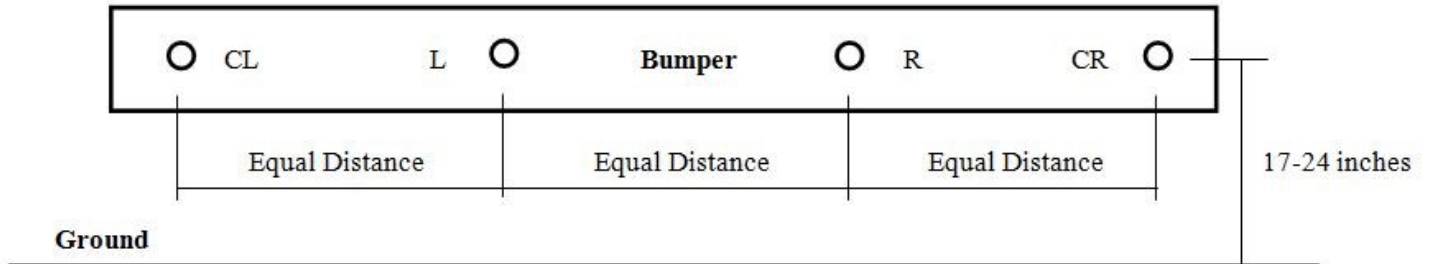 CL L Bumper R CR
Equal Distance Equal Distance Equal Distance 17-24 inches
Ground